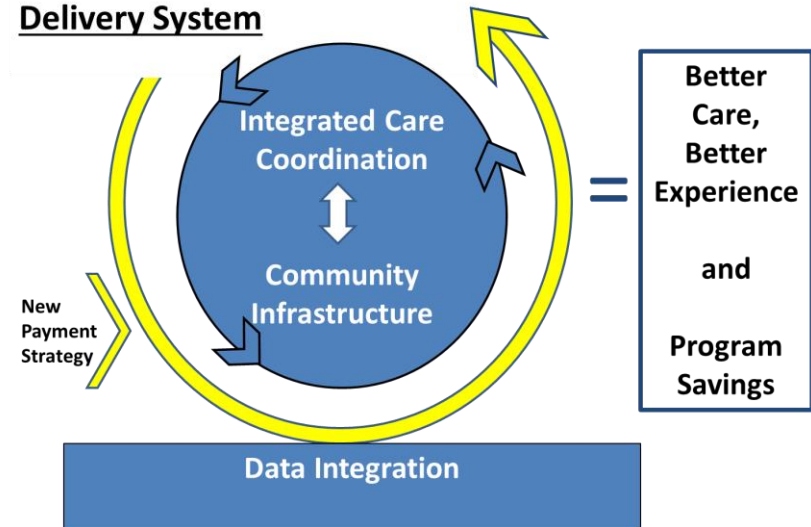 Delivery System
Integrated Care
Coordination
Community
Infrastructure
New
Payment
Strategy
Data Integration
=
Better
Care,
Better
Experience
and
Program
Savings